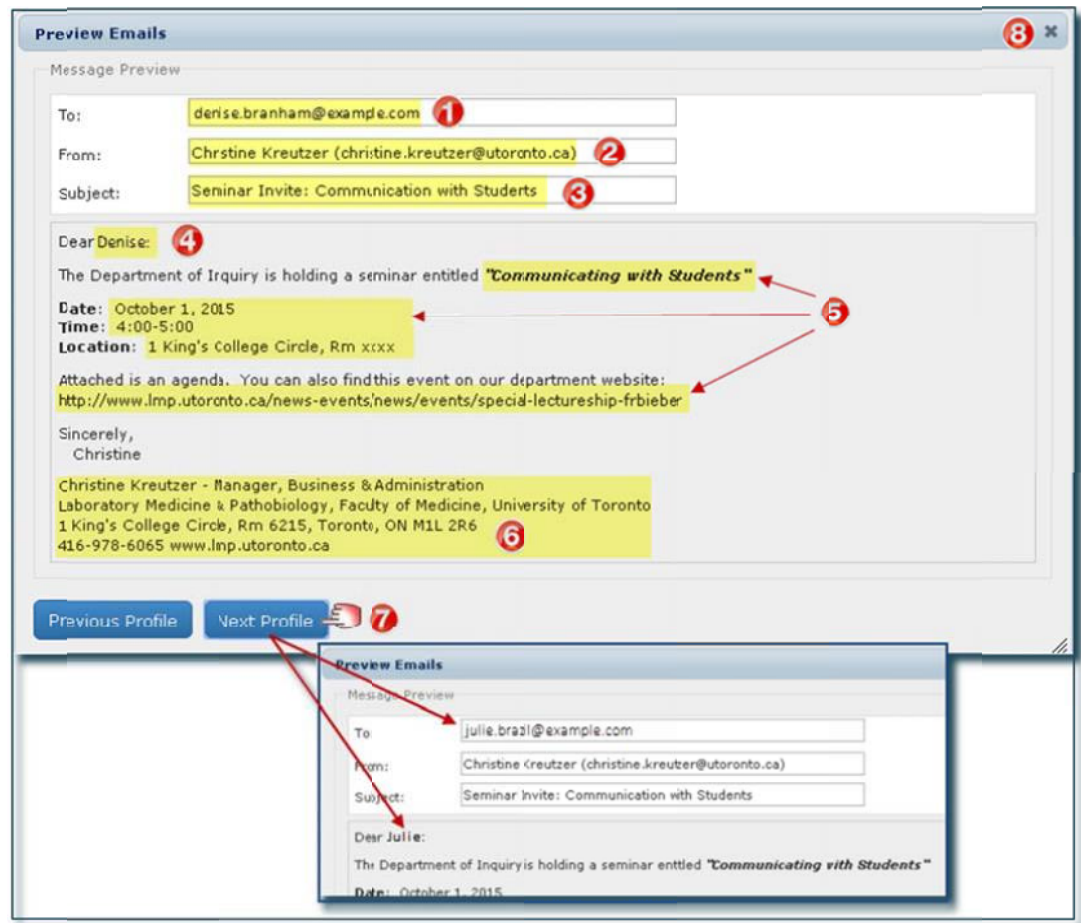 Preview Emails 8 ×
Message Preview
To: denise.branham@example.com 1
From: Chrstine Kreutzer (christine.kreutzer@utoronto.ca) 2
Subject: Seminar Invite: Communication with Students 3
Dear Denise: 4
The Department of Inquiry is holding a seminar entitled "Communicating with Students"
Date: October 1, 2015 5
Time: 4:00-5:00
Location: 1 King's College Circle, Rm xxxx
Attached is an agenda. You can also find this event on our department website:
http://www.lmp.utoronto.ca/news-events/news/events/special-lectureship-frbieber
Sincerely,
Christine
Christine Kreutzer - Manager, Business & Administration
Laboratory Medicine & Pathobiology, Faculty of Medicine, University of Toronto
1 King's College Circle, Rm 6215, Toronto, ON M1L 2R6
416-978-6065 www.lmp.utoronto.ca 6
Previous Profile Next Profile 7
Preview Emails
Message Preview
To julie.brazil@example.com
From: Christine Kreutzer (christine.kreutzer@utoronto.ca)
Subject: Seminar Invite: Communication with Students
Dear Julie:
The Department of Inquiry is holding a seminar entitled "Communicating with Students"
Date: October 1, 2015